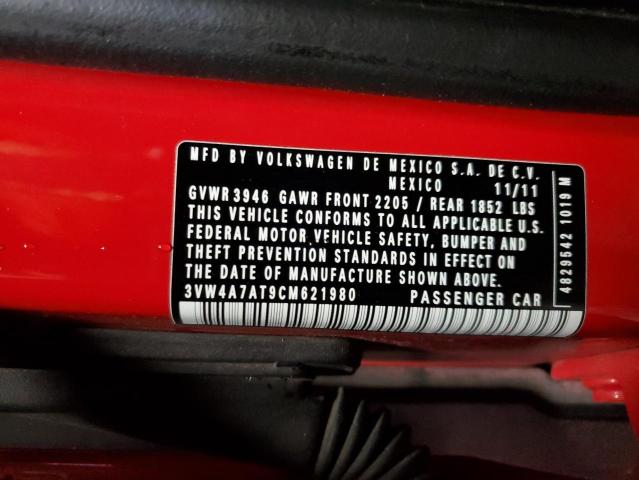 MFD BY VOLKSWAGEN DE MEXICO S.A. DE C.V.
MEXICO 11/11
GVWR 3946 GAWR FRONT 2205 / REAR 1852 LBS
THIS VEHICLE CONFORMS TO ALL APPLICABLE U.S.
FEDERAL MOTOR VEHICLE SAFETY, BUMPER AND
THEFT PREVENTION STANDARDS IN EFFECT ON
THE DATE OF MANUFACTURE SHOWN ABOVE.
3VW4A7AT9CM621980 PASSENGER CAR
4829542 1019 M